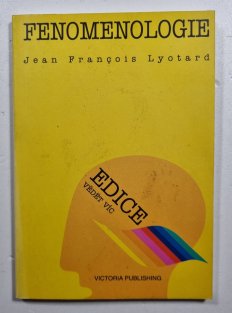 FENOMENOLOGIE
Jean François Lyotard
EDICE
VĚDĚT VÍC
VICTORIA PUBLISHING